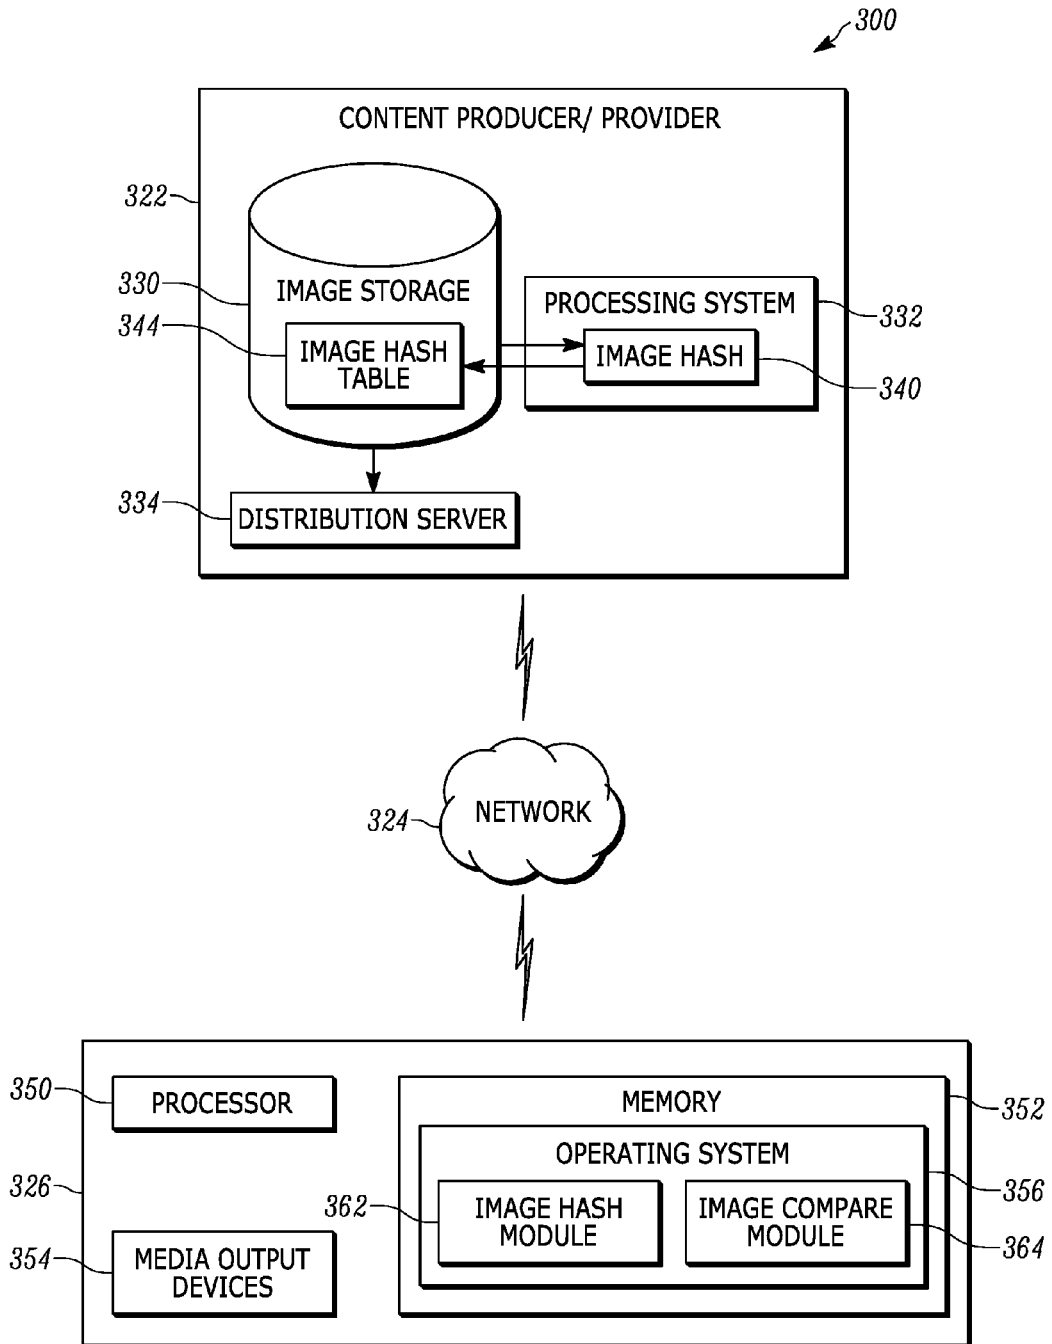 300
CONTENT PRODUCER/ PROVIDER
322
330
IMAGE STORAGE
344
IMAGE HASH
TABLE
PROCESSING SYSTEM
332
IMAGE HASH
340
334
DISTRIBUTION SERVER
NETWORK
324
350
PROCESSOR
MEMORY
352
OPERATING SYSTEM
356
326
362
IMAGE HASH
MODULE
IMAGE COMPARE
MODULE
364
354
MEDIA OUTPUT
DEVICES